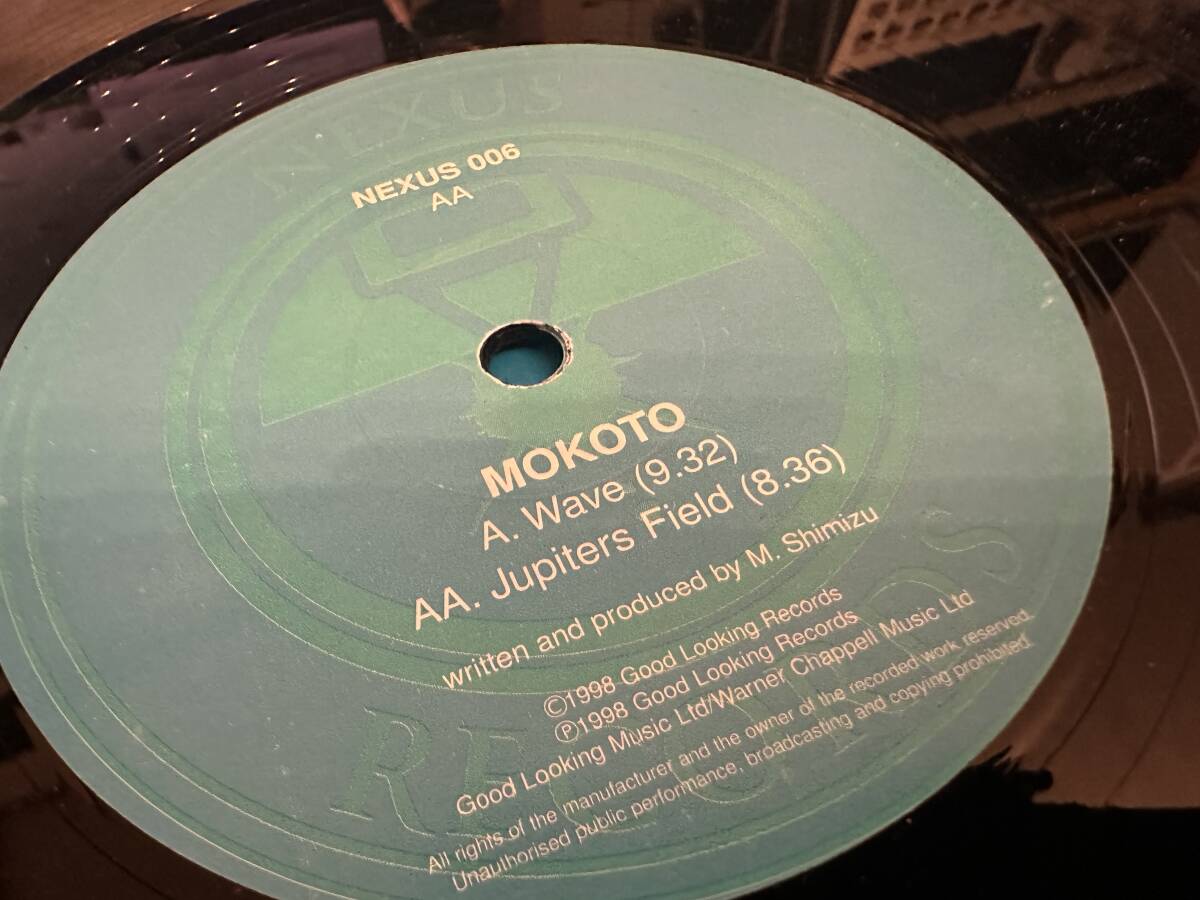 NEXUS
NEXUS 006
AA
MOKOTO
A. Wave (9.32)
AA. Jupiters Field (8.36)
written and produced by M. Shimizu
©1998 Good Looking Records
℗1998 Good Looking Records
Good Looking Music Ltd/Warner Chappell Music Ltd
All rights of the manufacturer and the owner of the recorded work reserved.
Unauthorised public performance, broadcasting and copying prohibited.
RECORDS